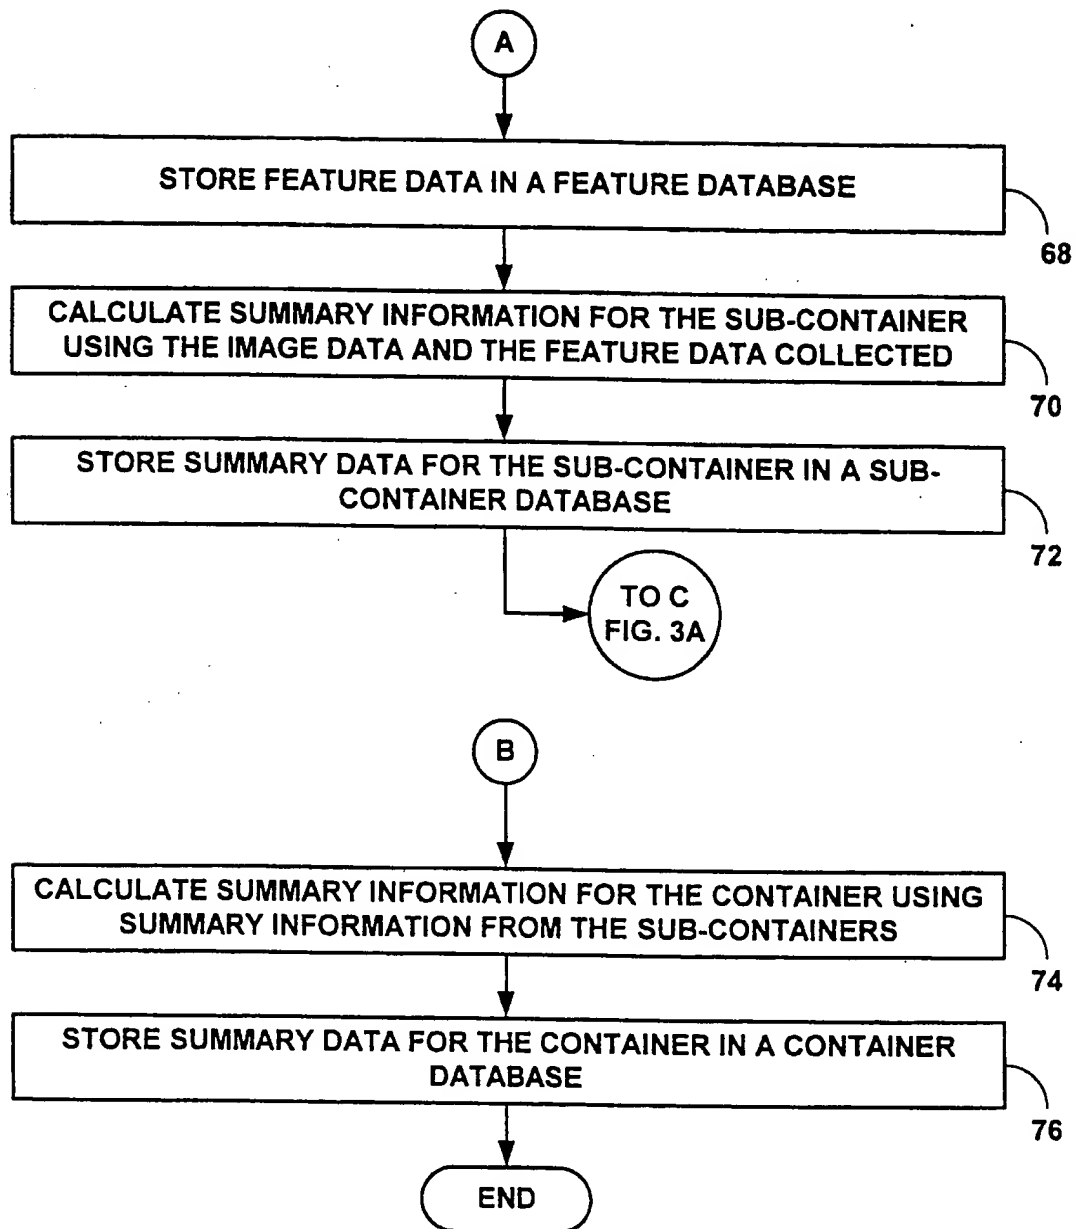 A
STORE FEATURE DATA IN A FEATURE DATABASE
68
CALCULATE SUMMARY INFORMATION FOR THE SUB-CONTAINER
USING THE IMAGE DATA AND THE FEATURE DATA COLLECTED
70
STORE SUMMARY DATA FOR THE SUB-CONTAINER IN A SUB-
CONTAINER DATABASE
72
TO C
FIG. 3A
B
CALCULATE SUMMARY INFORMATION FOR THE CONTAINER USING
SUMMARY INFORMATION FROM THE SUB-CONTAINERS
74
STORE SUMMARY DATA FOR THE CONTAINER IN A CONTAINER
DATABASE
76
END